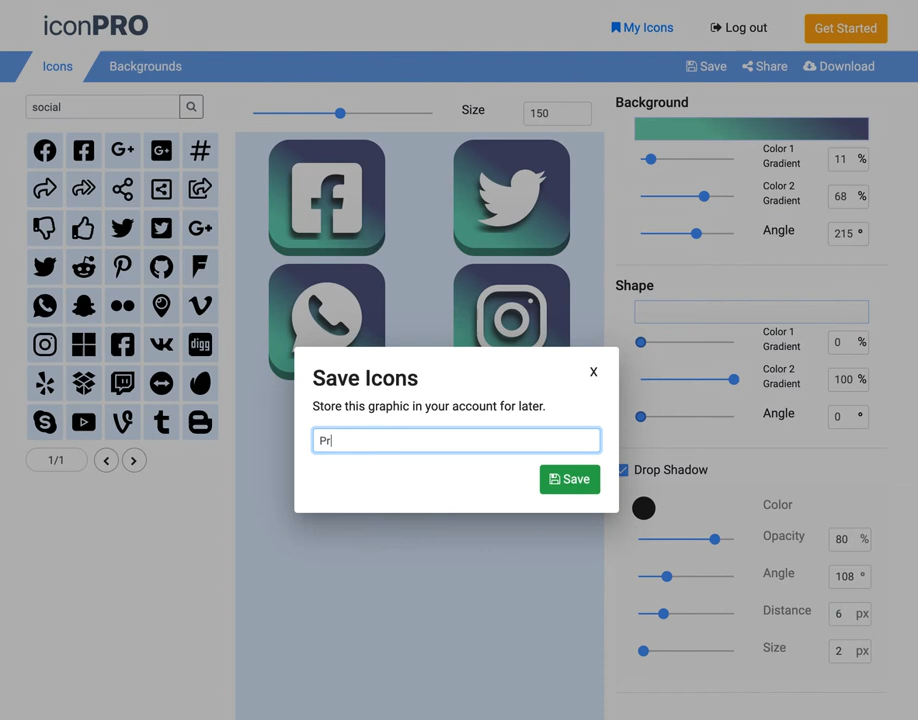 iconPRO
My Icons
Log out
Get Started
Icons
Backgrounds
Save
Share
Download
social
Size
150
Background
Color 1
Gradient
11 %
Color 2
Gradient
68 %
Angle
215 °
Shape
Color 1
Gradient
0 %
Color 2
Gradient
100 %
Angle
0 °
1/1
Save Icons
X
Store this graphic in your account for later.
Pr
Save
Drop Shadow
Color
Opacity
80 %
Angle
108 °
Distance
6 px
Size
2 px